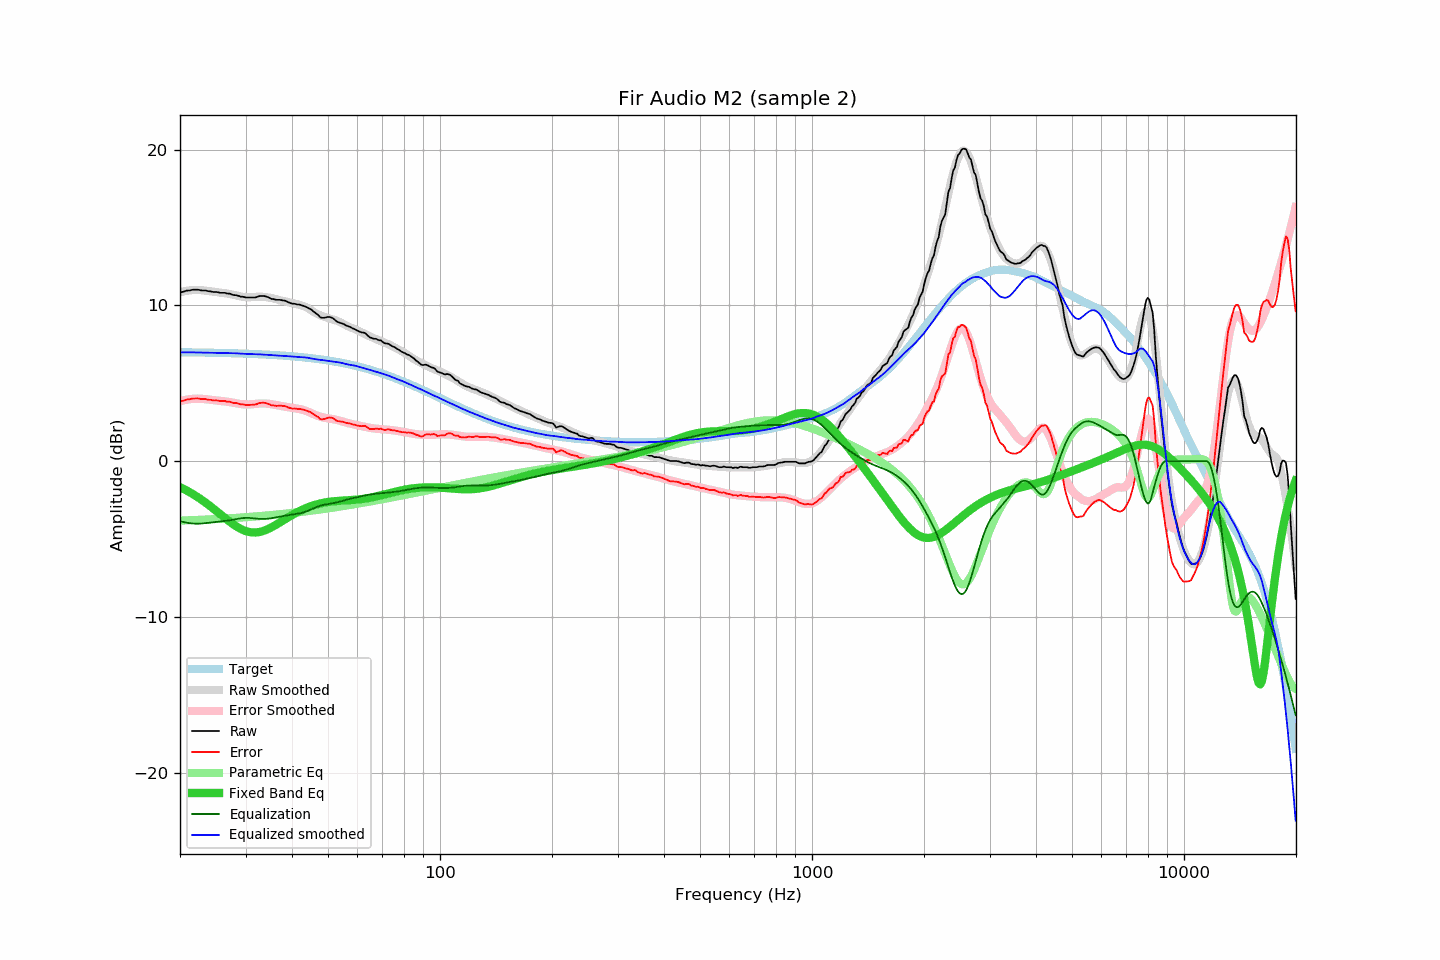 Fir Audio M2 (sample 2)
20
10
0
−10
−20
Amplitude (dBr)
Target
Raw Smoothed
Error Smoothed
Raw
Error
Parametric Eq
Fixed Band Eq
Equalization
Equalized smoothed
100
1000
10000
Frequency (Hz)